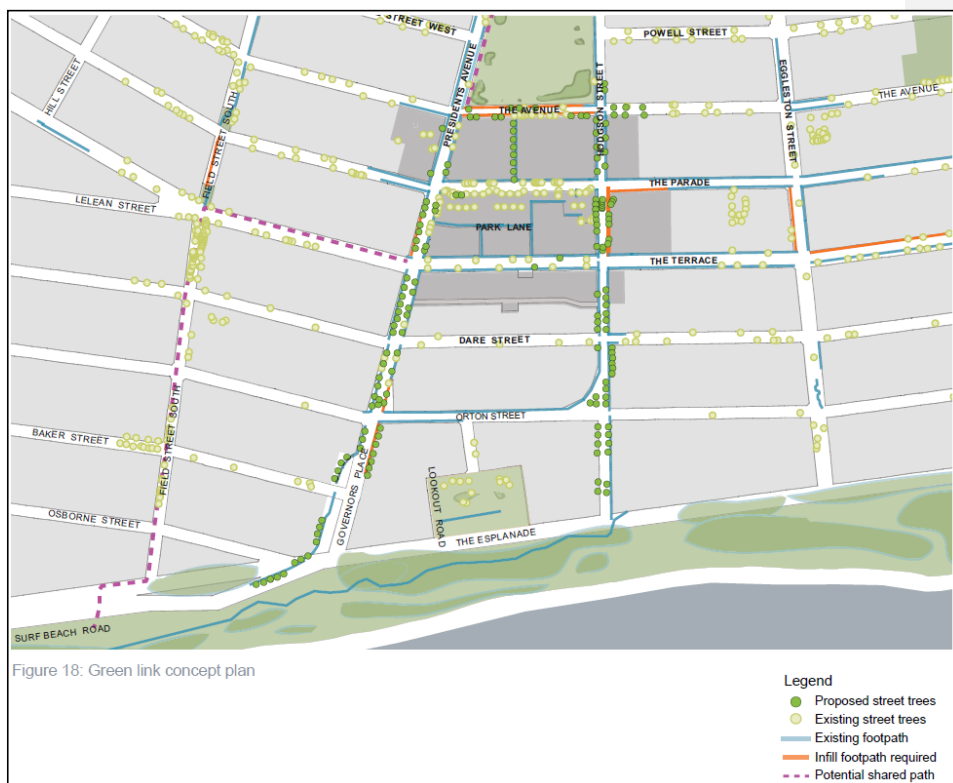 STREET WEST
POWELL STREET
HILL STREET
FIELD STREET SOUTH
PRESIDENTS AVENUE
THE AVENUE
HODGSON STREET
EGGLESTON STREET
THE AVENUE
LELEAN STREET
THE PARADE
PARK LANE
THE TERRACE
DARE STREET
FIELD STREET SOUTH
ORTON STREET
BAKER STREET
GOVERNORS PLACE
LOOKOUT ROAD
OSBORNE STREET
THE ESPLANADE
SURF BEACH ROAD
Figure 18: Green link concept plan
Legend
Proposed street trees
Existing street trees
Existing footpath
Infill footpath required
Potential shared path